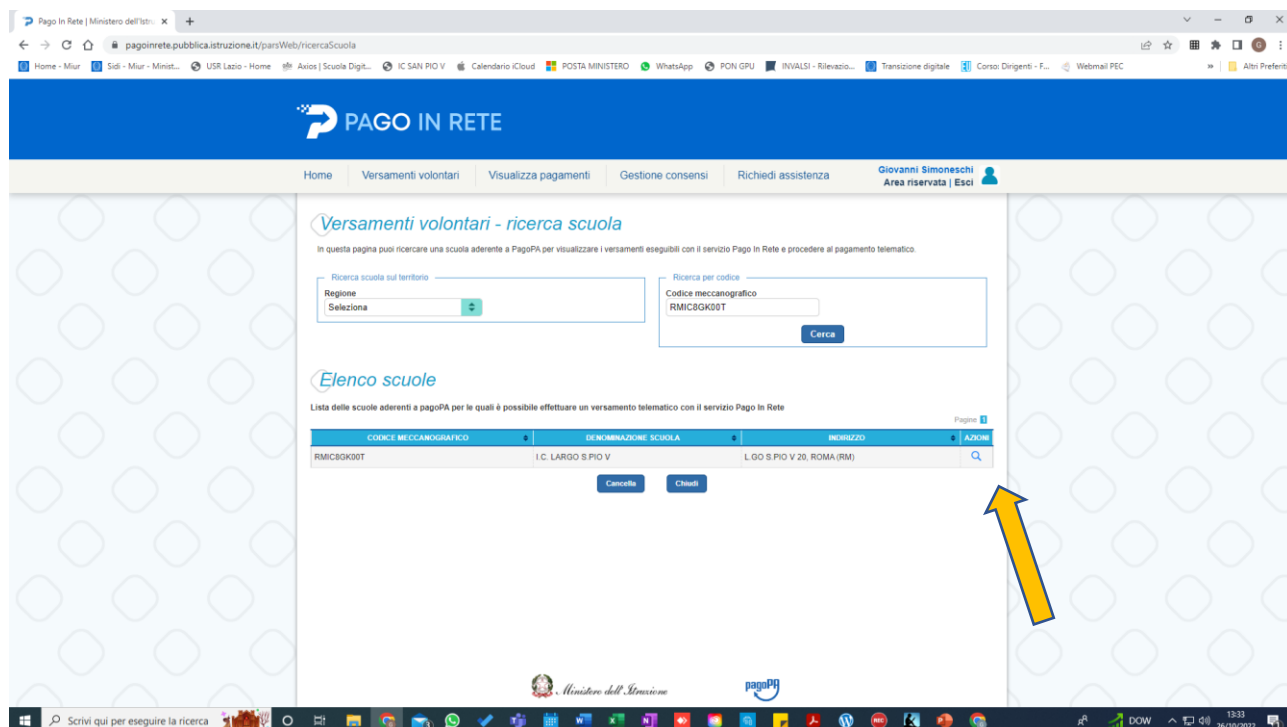 Pago In Rete | Ministero dell'Istru
pagoinrete.pubblica.istruzione.it/parsWeb/ricercaScuola
Home - Miur Sidi - Miur - Minist... USR Lazio - Home Axios | Scuola Digit... IC SAN PIO V Calendario iCloud POSTA MINISTERO WhatsApp PON GPU INVALSI - Rilevazio... Transizione digitale Corso: Dirigenti - F... Webmail PEC » Altri Preferiti
PAGO IN RETE
Home Versamenti volontari Visualizza pagamenti Gestione consensi Richiedi assistenza
Giovanni Simoneschi
Area riservata | Esci
Versamenti volontari - ricerca scuola
In questa pagina puoi ricercare una scuola aderente a PagoPA per visualizzare i versamenti eseguibili con il servizio Pago In Rete e procedere al pagamento telematico.
Ricerca scuola sul territorio
Regione
Seleziona
Ricerca per codice
Codice meccanografico
RMIC8GK00T
Cerca
Elenco scuole
Lista delle scuole aderenti a pagoPA per le quali è possibile effettuare un versamento telematico con il servizio Pago In Rete
Pagine 1
CODICE MECCANOGRAFICO DENOMINAZIONE SCUOLA INDIRIZZO AZIONI
RMIC8GK00T I.C. LARGO S.PIO V L.GO S.PIO V 20, ROMA (RM)
Cancella Chiudi
Ministero dell'Istruzione
pagoPA
Scrivi qui per eseguire la ricerca
DOW
13:33
26/10/2022